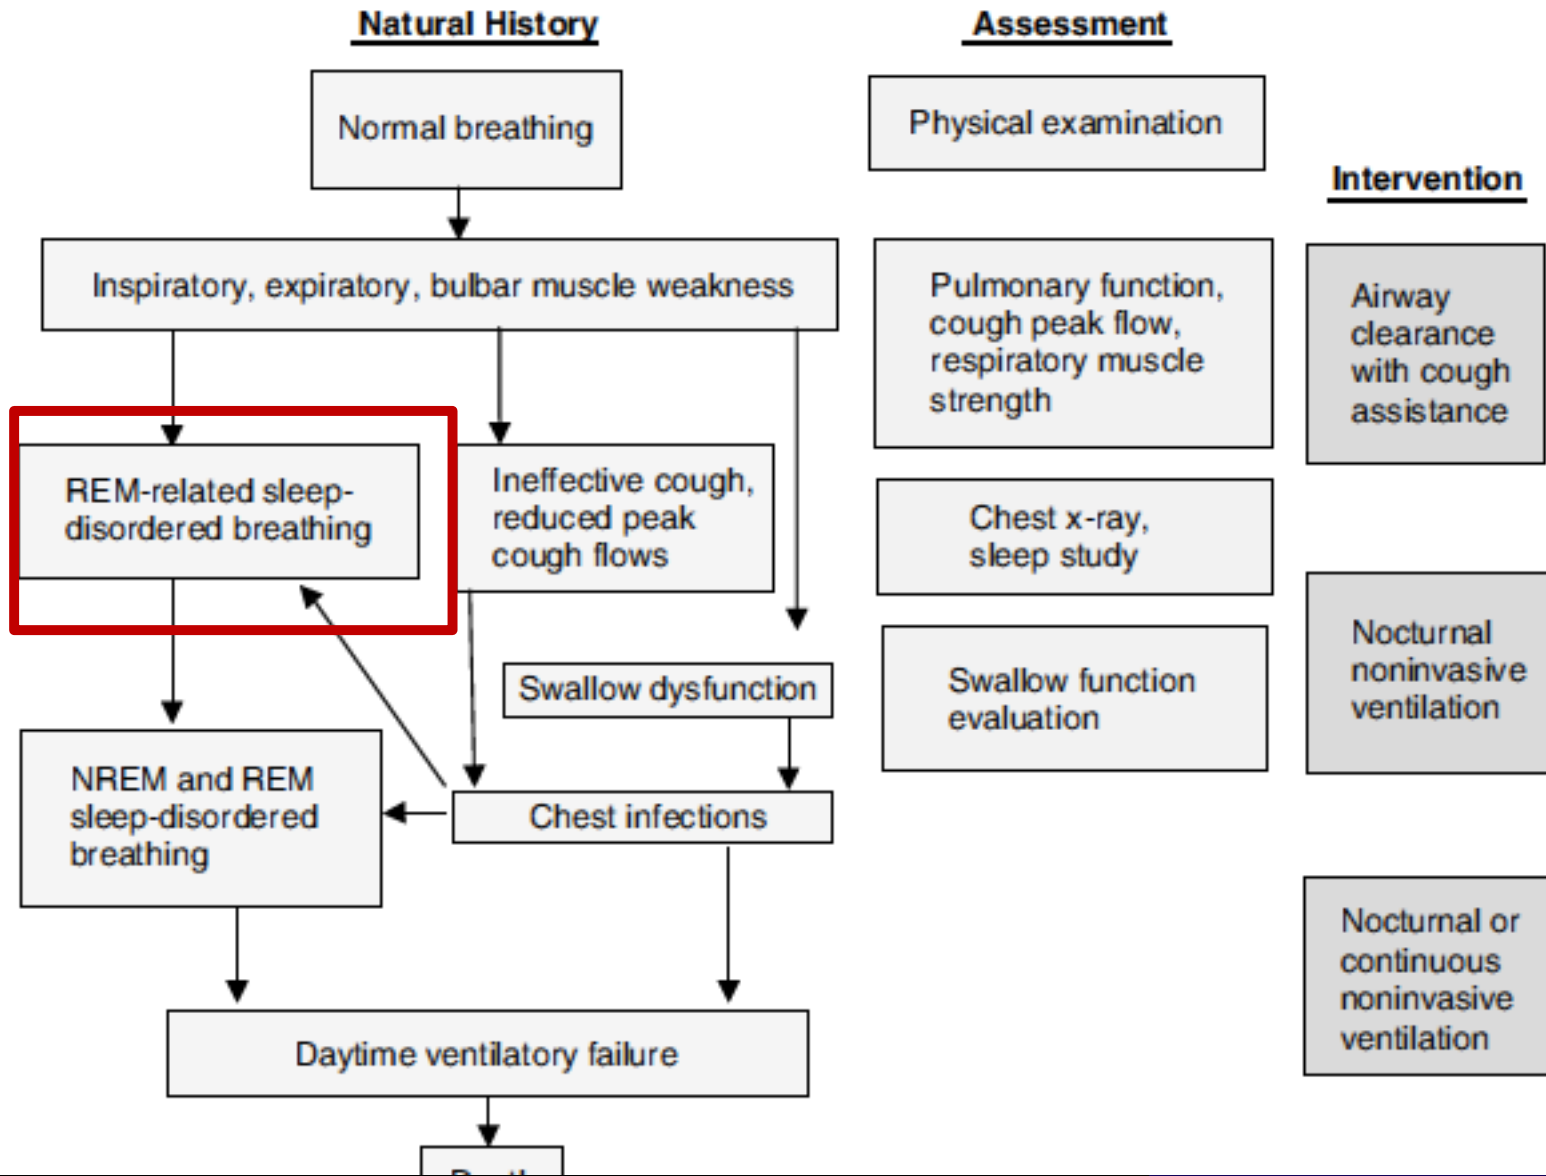 Natural History
Normal breathing
Inspiratory, expiratory, bulbar muscle weakness
REM-related sleep-
disordered breathing
Ineffective cough,
reduced peak
cough flows
Swallow dysfunction
NREM and REM
sleep-disordered
breathing
Chest infections
Daytime ventilatory failure
Assessment
Physical examination
Pulmonary function,
cough peak flow,
respiratory muscle
strength
Chest x-ray,
sleep study
Swallow function
evaluation
Intervention
Airway
clearance
with cough
assistance
Nocturnal
noninvasive
ventilation
Nocturnal or
continuous
noninvasive
ventilation